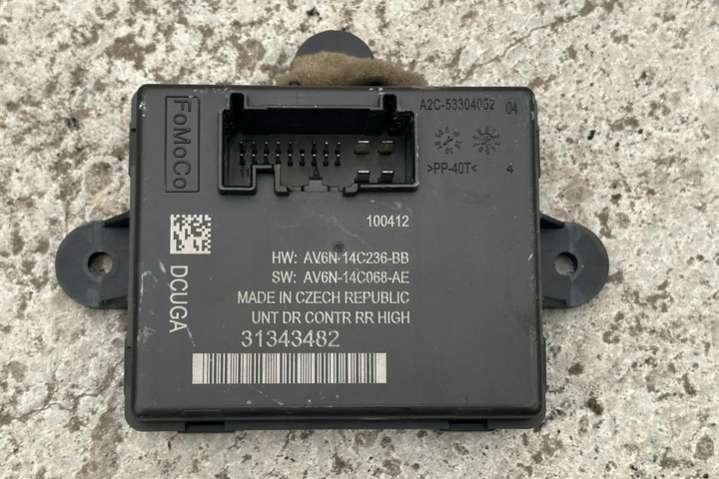 FoMoCo
A2C-53304052 04
>PP-40T< 4
100412
HW: AV6N-14C236-BB
SW: AV6N-14C068-AE
MADE IN CZECH REPUBLIC
UNT DR CONTR RR HIGH
31343482
DCUGA